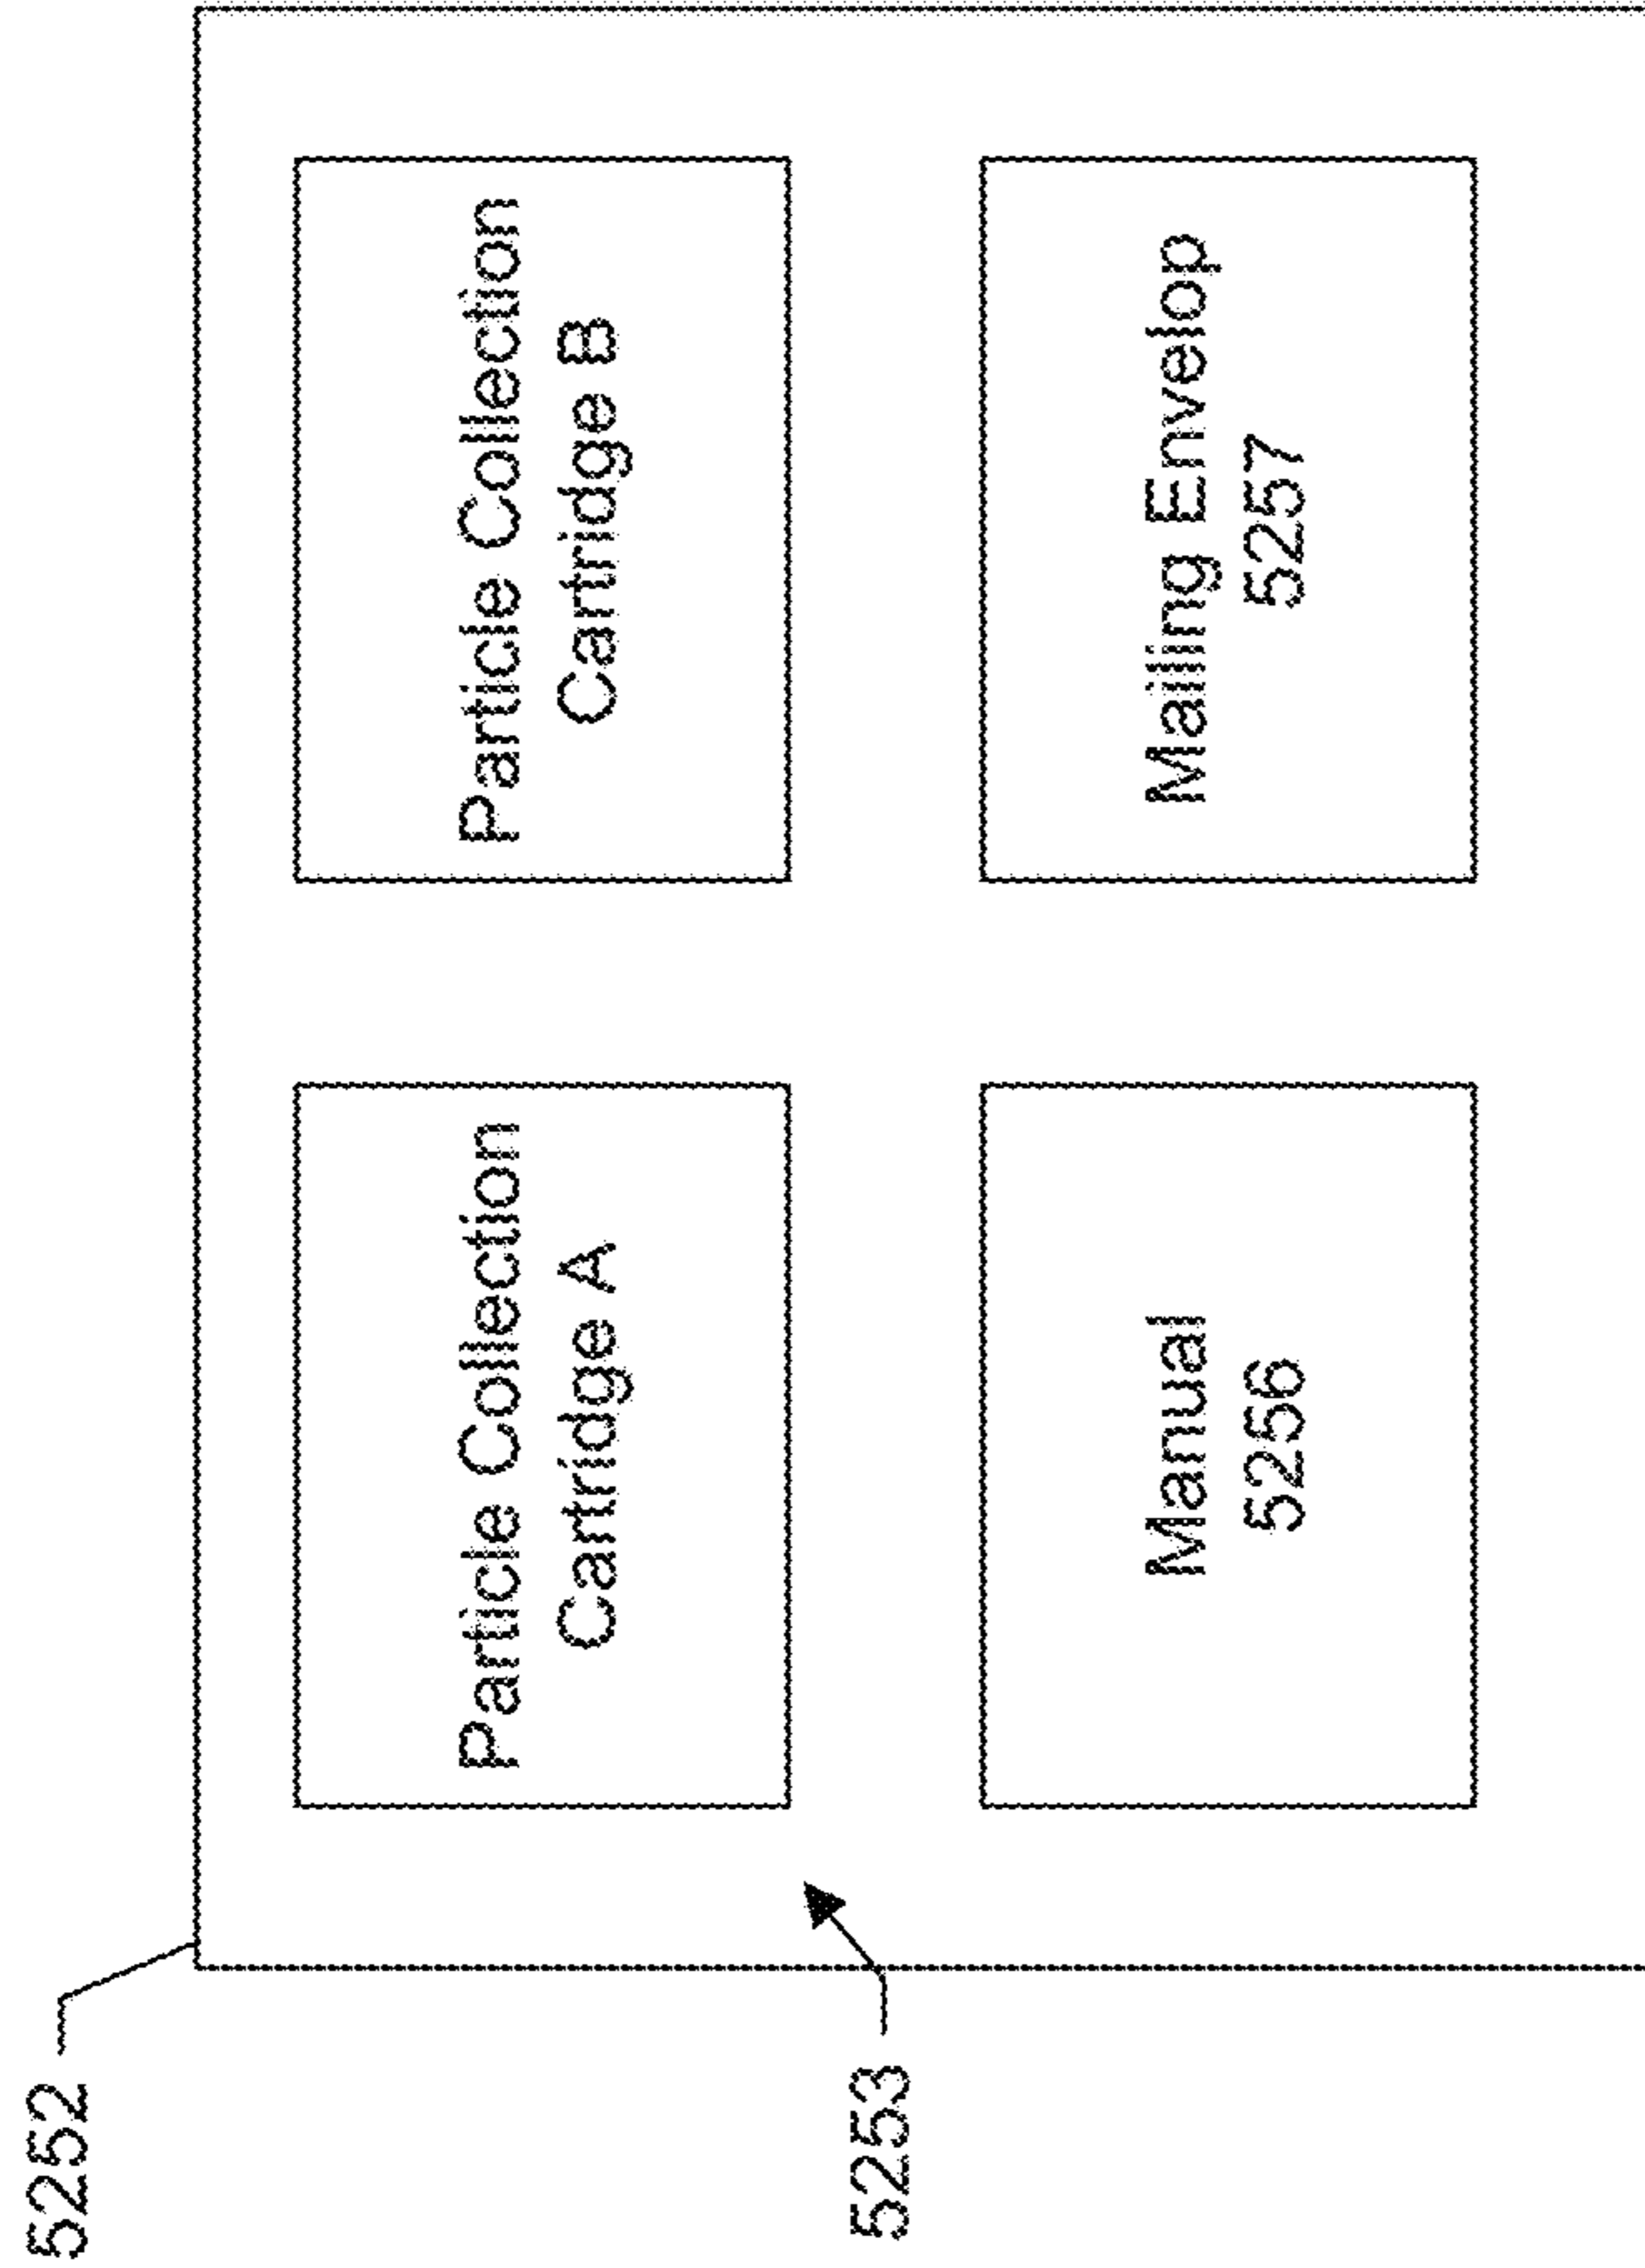 5252
Particle Collection
Cartridge A
Particle Collection
Cartridge B
5253
Manual
5256
Mailing Envelop
5257